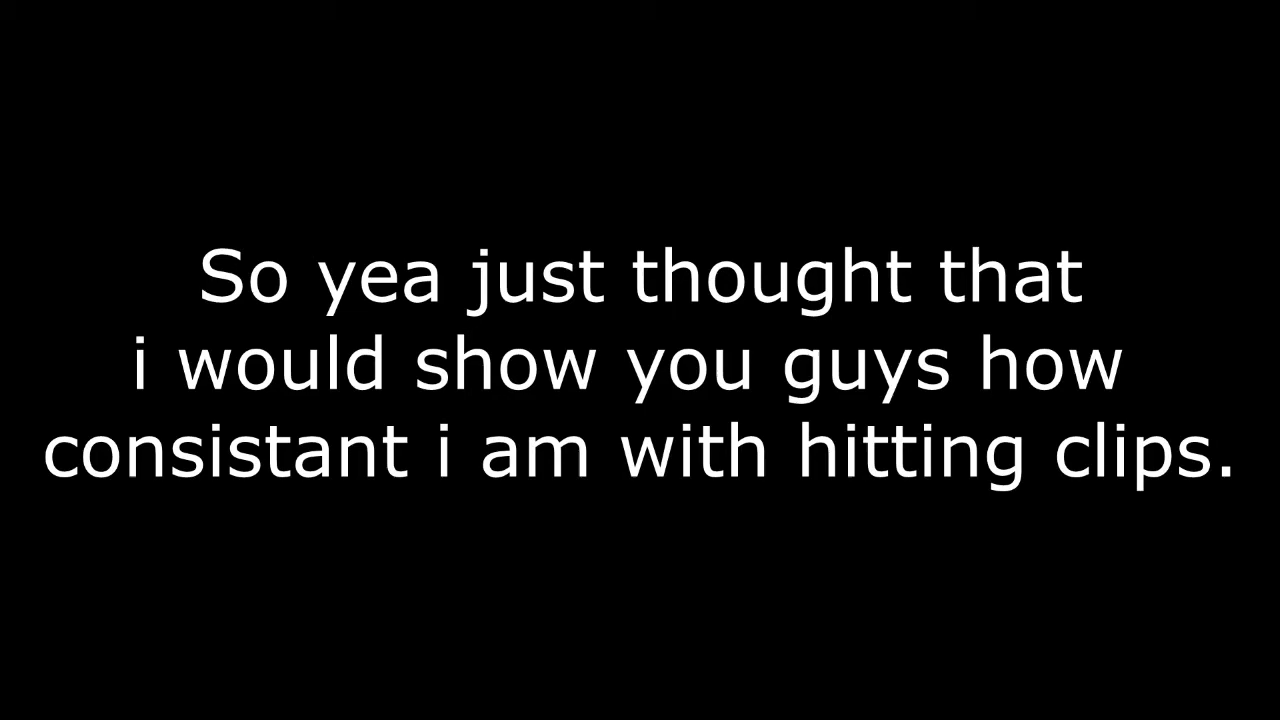 So yea just thought that
i would show you guys how
consistant i am with hitting clips.